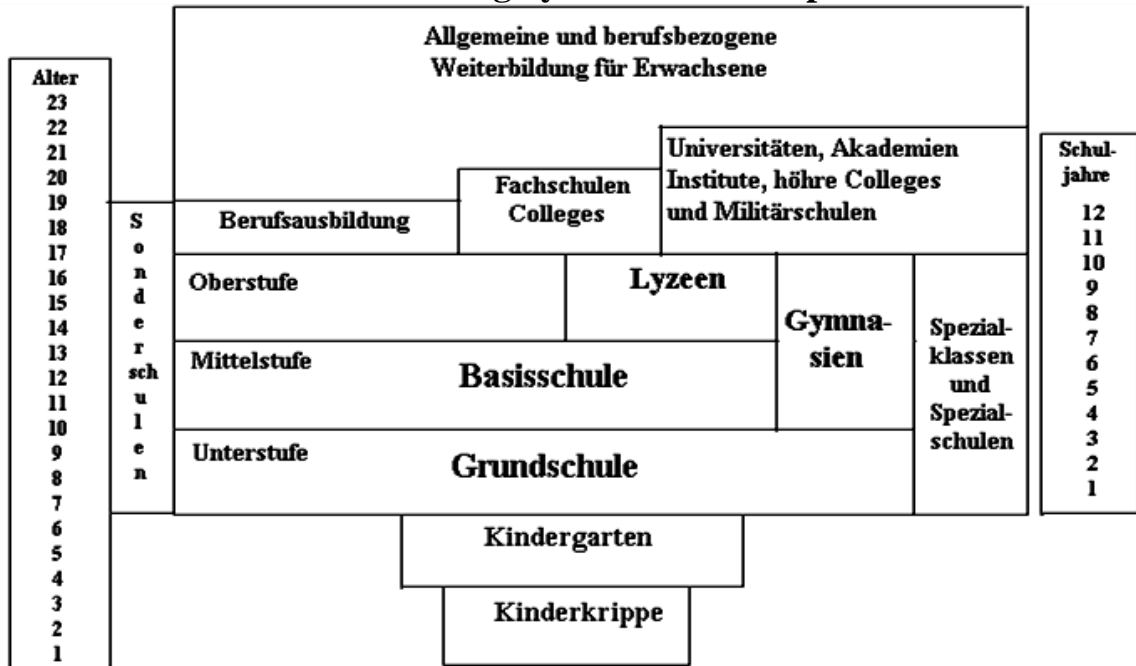 Allgemeine und berufsbezogene
Weiterbildung für Erwachsene
Alter
23
22
21
20
19
18
17
16
15
14
13
12
11
10
9
8
7
6
5
4
3
2
1
S
o
n
d
e
r
sch
u
l
e
n
Universitäten, Akademien
Institute, höhre Colleges
und Militärschulen
Fachschulen
Colleges
Berufsausbildung
Oberstufe
Lyzeen
Gymna-
sien
Spezial-
klassen
und
Spezial-
schulen
Mittelstufe
Basisschule
Unterstufe
Grundschule
Kindergarten
Kinderkrippe
Schul-
jahre
12
11
10
9
8
7
6
5
4
3
2
1